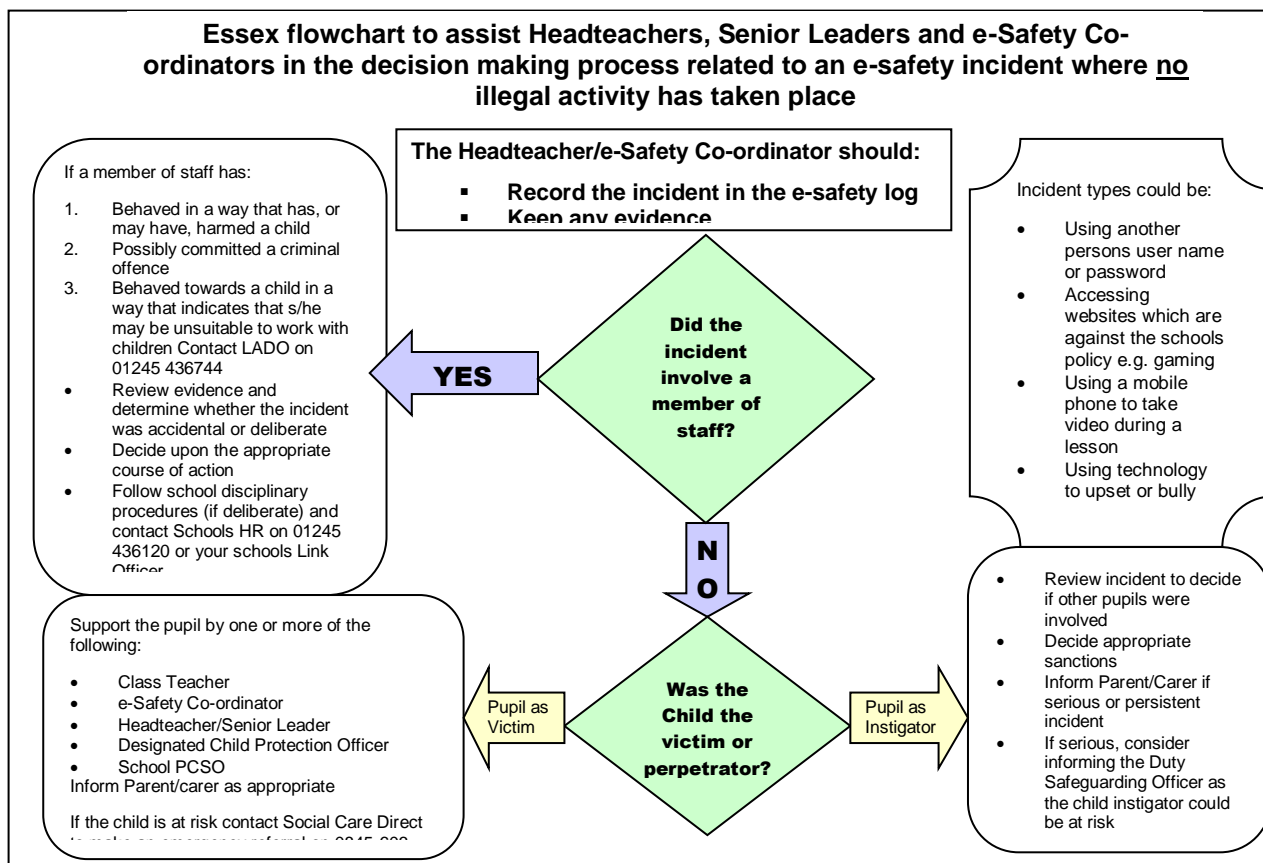 Essex flowchart to assist Headteachers, Senior Leaders and e-Safety Co-
ordinators in the decision making process related to an e-safety incident where no
illegal activity has taken place
The Headteacher/e-Safety Co-ordinator should:
▪ Record the incident in the e-safety log
▪ Keep any evidence
If a member of staff has:
1. Behaved in a way that has, or
may have, harmed a child
2. Possibly committed a criminal
offence
3. Behaved towards a child in a
way that indicates that s/he
may be unsuitable to work with
children Contact LADO on
01245 436744
• Review evidence and
determine whether the incident
was accidental or deliberate
• Decide upon the appropriate
course of action
• Follow school disciplinary
procedures (if deliberate) and
contact Schools HR on 01245
436120 or your schools Link
Officer
YES
Did the
incident
involve a
member of
staff?
Incident types could be:
• Using another
persons user name
or password
• Accessing
websites which are
against the schools
policy e.g. gaming
• Using a mobile
phone to take
video during a
lesson
• Using technology
to upset or bully
N
O
Support the pupil by one or more of the
following:
• Class Teacher
• e-Safety Co-ordinator
• Headteacher/Senior Leader
• Designated Child Protection Officer
• School PCSO
Inform Parent/carer as appropriate
If the child is at risk contact Social Care Direct
to make an emergency referral on
Pupil as
Victim
Was the
Child the
victim or
perpetrator?
Pupil as
Instigator
• Review incident to decide
if other pupils were
involved
• Decide appropriate
sanctions
• Inform Parent/Carer if
serious or persistent
incident
• If serious, consider
informing the Duty
Safeguarding Officer as
the child instigator could
be at risk